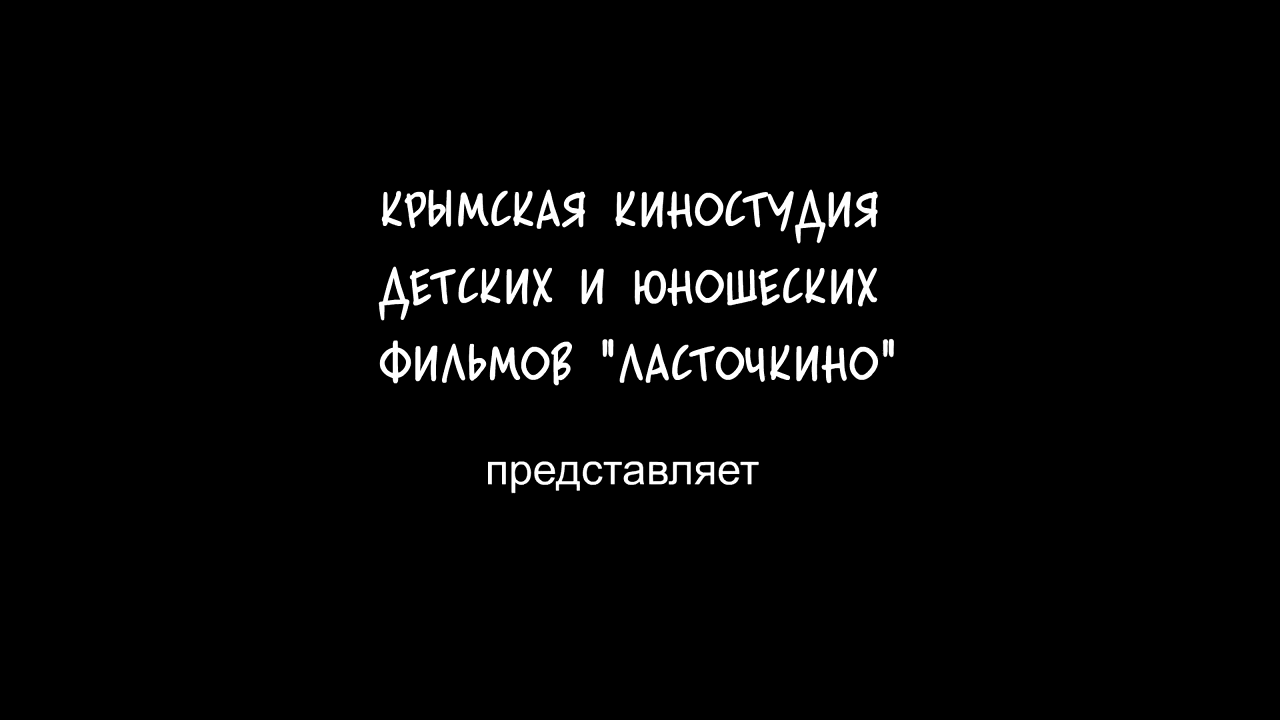 КРЫМСКАЯ КИНОСТУДИЯ
ДЕТСКИХ И ЮНОШЕСКИХ
ФИЛЬМОВ "ЛАСТОЧКИНО"
представляет